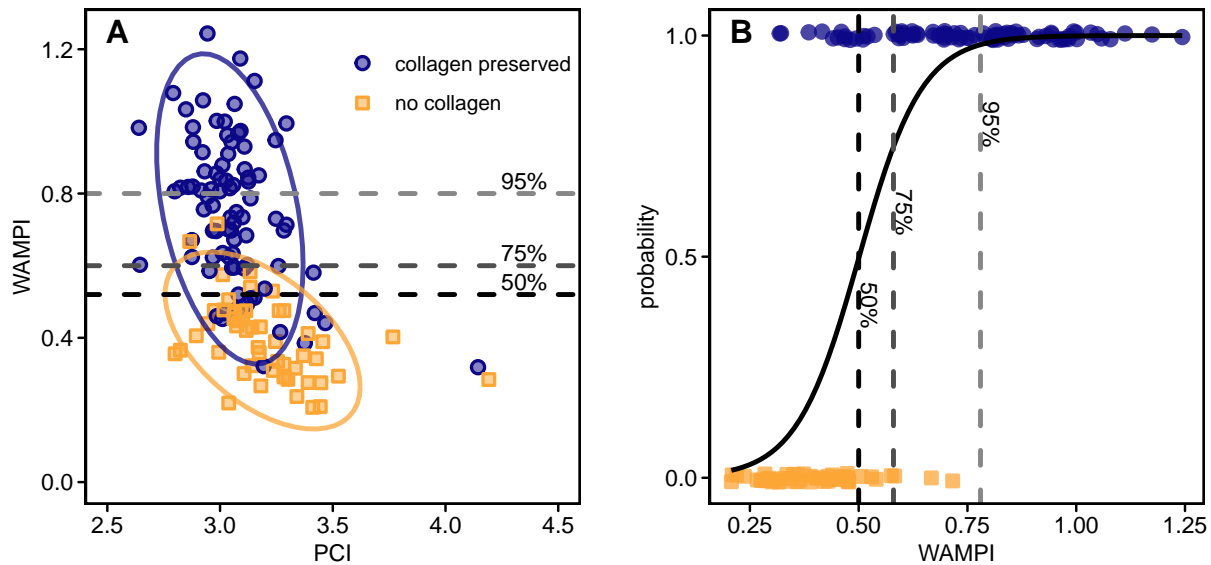 A
collagen preserved
no collagen
95%
75%
50%
1.2
0.8
0.4
0.0
WAMPI
2.5 3.0 3.5 4.0 4.5
PCI
B
95%
75%
50%
1.0
0.5
0.0
probability
0.25 0.50 0.75 1.00 1.25
WAMPI